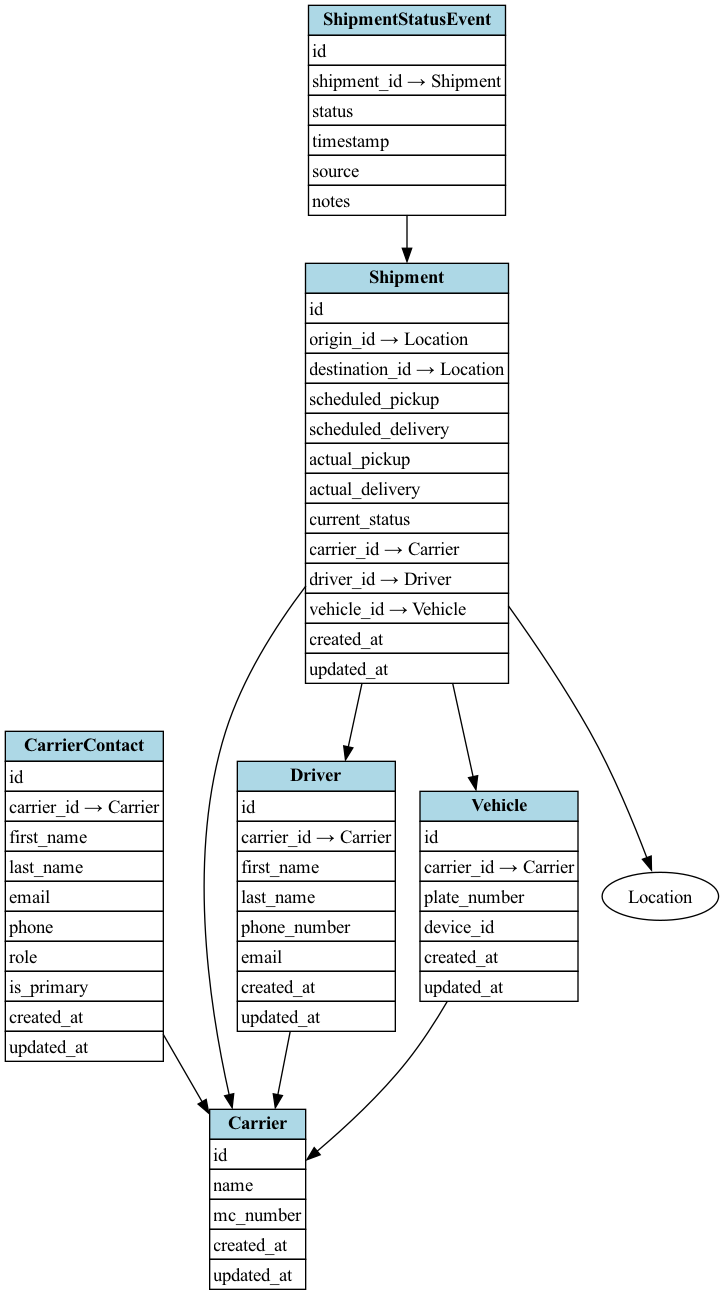 ShipmentStatusEvent
id
shipment_id → Shipment
status
timestamp
source
notes
Shipment
id
origin_id → Location
destination_id → Location
scheduled_pickup
scheduled_delivery
actual_pickup
actual_delivery
current_status
carrier_id → Carrier
driver_id → Driver
vehicle_id → Vehicle
created_at
updated_at
CarrierContact
id
carrier_id → Carrier
first_name
last_name
email
phone
role
is_primary
created_at
updated_at
Driver
id
carrier_id → Carrier
first_name
last_name
phone_number
email
created_at
updated_at
Vehicle
id
carrier_id → Carrier
plate_number
device_id
created_at
updated_at
Location
Carrier
id
name
mc_number
created_at
updated_at